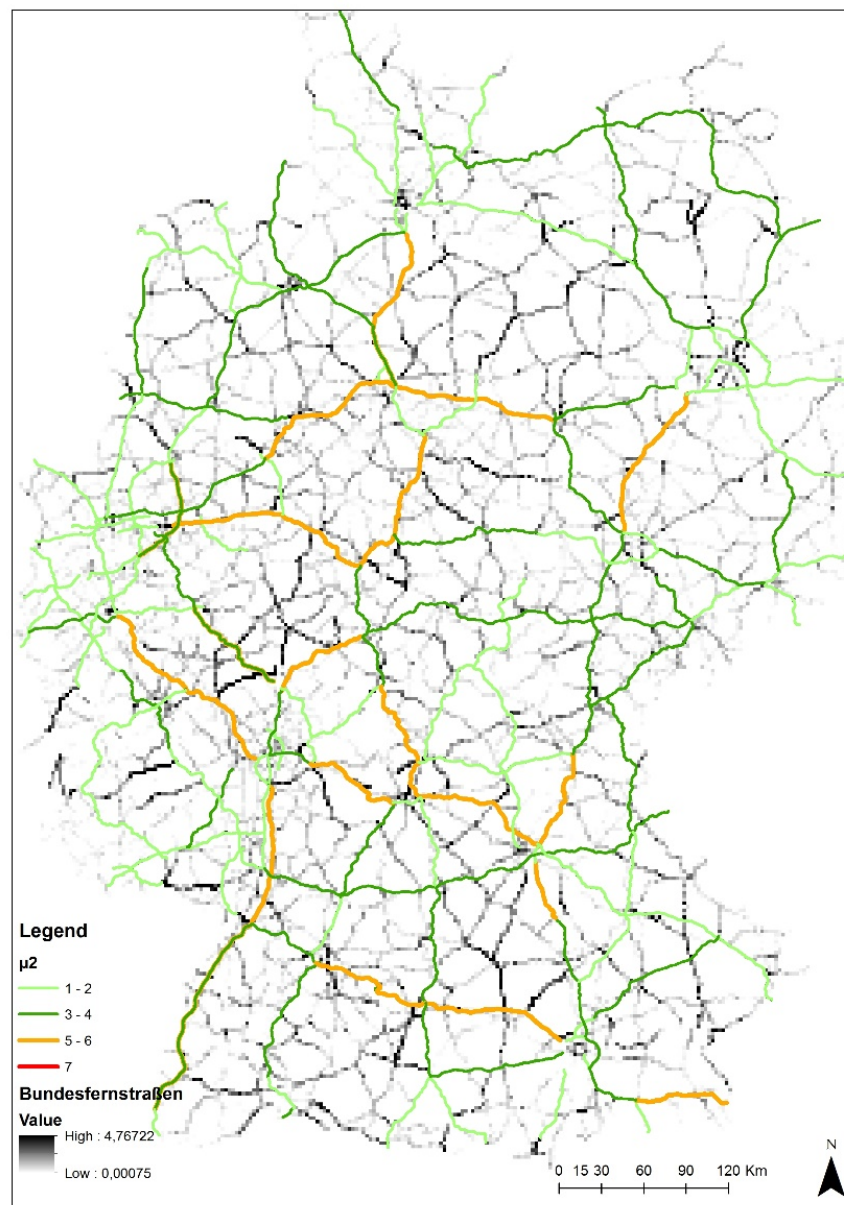 Legend
µ2
1 - 2
3 - 4
5 - 6
7
Bundesfernstraßen
Value
High : 4,76722
Low : 0,00075
N
0 15 30 60 90 120 Km